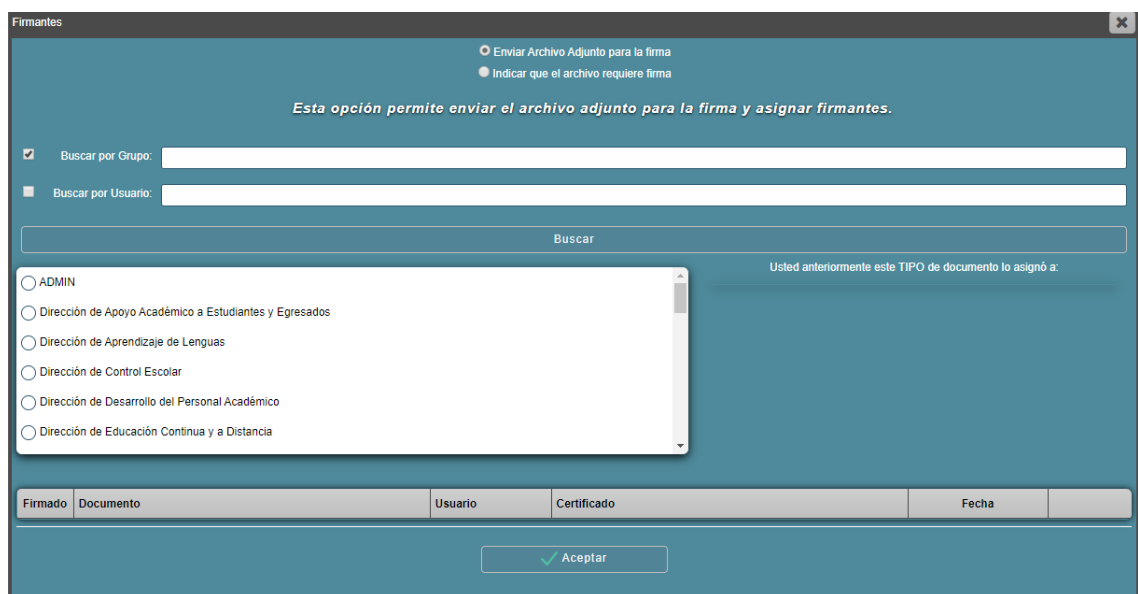 Firmantes
Enviar Archivo Adjunto para la firma
Indicar que el archivo requiere firma
Esta opción permite enviar el archivo adjunto para la firma y asignar firmantes.
Buscar por Grupo:
Buscar por Usuario:
Buscar
Usted anteriormente este TIPO de documento lo asignó a:
ADMIN
Dirección de Apoyo Académico a Estudiantes y Egresados
Dirección de Aprendizaje de Lenguas
Dirección de Control Escolar
Dirección de Desarrollo del Personal Académico
Dirección de Educación Continua y a Distancia
Firmado Documento Usuario Certificado Fecha
Aceptar